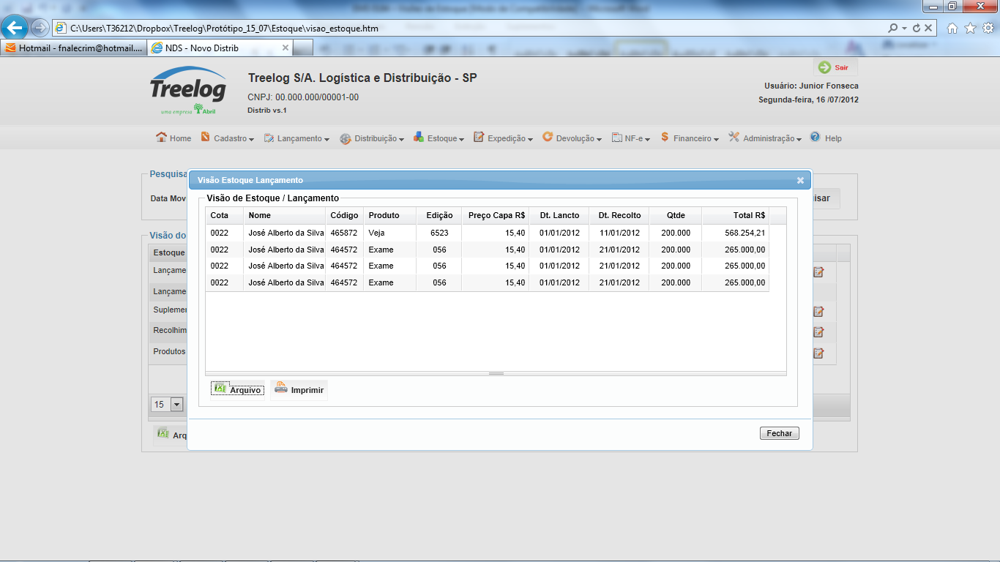 C:\Users\T36212\Dropbox\Treelog\Protótipo_15_07\Estoque\visao_estoque.htm
Hotmail - fnalecrim@hotmail.... NDS - Novo Distrib
Treelog
uma empresa Abril
Treelog S/A. Logística e Distribuição - SP
CNPJ: 00.000.000/00001-00
Distrib vs.1
Sair
Usuário: Junior Fonseca
Segunda-feira, 16 /07/2012
Home Cadastro Lançamento Distribuição Estoque Expedição Devolução NF-e Financeiro Administração Help
Pesquisa
Data Mov
isar
Visão do
Estoque
Lançame
Lançame
Suplemer
Recolhim
Produtos
15
Arq
Visão Estoque Lançamento
Visão de Estoque / Lançamento
Cota Nome Código Produto Edição Preço Capa R$ Dt. Lancto Dt. Recolto Qtde Total R$
0022 José Alberto da Silva 465872 Veja 6523 15,40 01/01/2012 11/01/2012 200.000 568.254,21
0022 José Alberto da Silva 464572 Exame 056 15,40 01/01/2012 21/01/2012 200.000 265.000,00
0022 José Alberto da Silva 464572 Exame 056 15,40 01/01/2012 21/01/2012 200.000 265.000,00
0022 José Alberto da Silva 464572 Exame 056 15,40 01/01/2012 21/01/2012 200.000 265.000,00
Arquivo Imprimir
Fechar